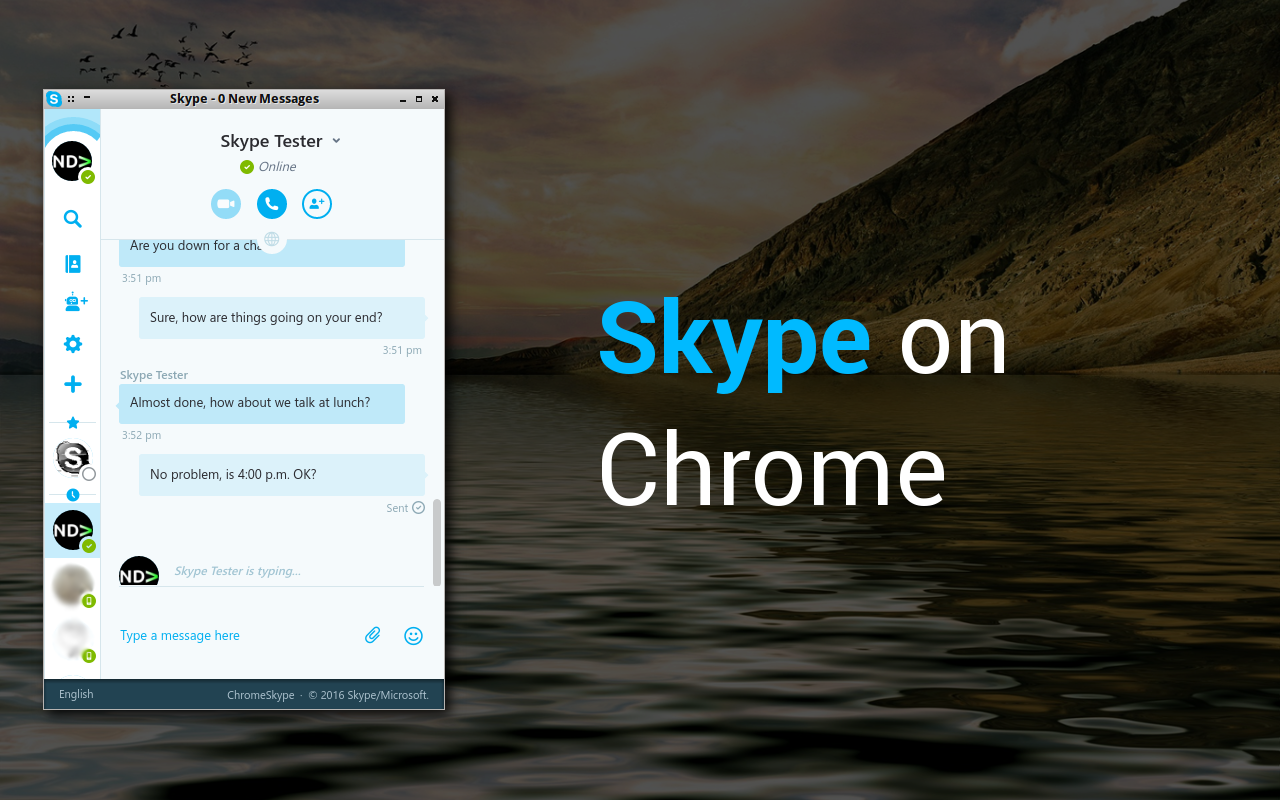 Skype - 0 New Messages
ND>
Skype Tester
Online
Are you down for a
3:51 pm
Sure, how are things going on your end?
3:51 pm
Skype Tester
Almost done, how about we talk at lunch?
3:52 pm
No problem, is 4:00 p.m. OK?
Sent
ND>
ND>
Skype Tester is typing...
Type a message here
English
ChromeSkype · © 2016 Skype/Microsoft.
Skype on
Chrome